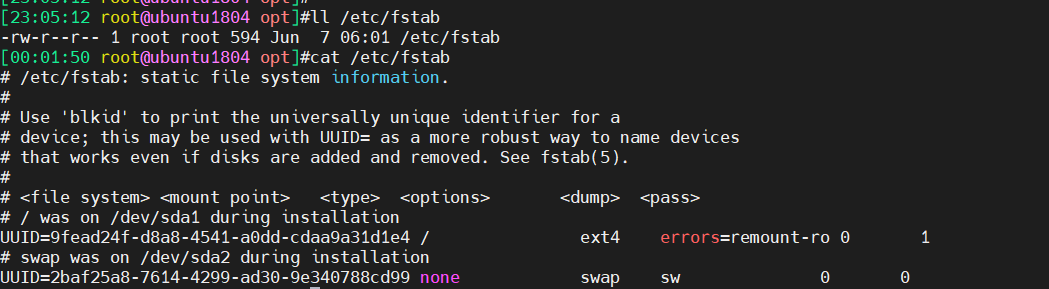 [23:05:12 root@ubuntu1804 opt]#
[23:05:12 root@ubuntu1804 opt]#ll /etc/fstab
-rw-r--r-- 1 root root 594 Jun  7 06:01 /etc/fstab
[00:01:50 root@ubuntu1804 opt]#cat /etc/fstab
# /etc/fstab: static file system information.
#
# Use 'blkid' to print the universally unique identifier for a
# device; this may be used with UUID= as a more robust way to name devices
# that works even if disks are added and removed. See fstab(5).
#
# <file system> <mount point>   <type>  <options>       <dump>  <pass>
# / was on /dev/sda1 during installation
UUID=9fead24f-d8a8-4541-a0dd-cdaa9a31d1e4 /               ext4    errors=remount-ro 0       1
# swap was on /dev/sda2 during installation
UUID=2baf25a8-7614-4299-ad30-9e340788cd99 none            swap    sw              0       0